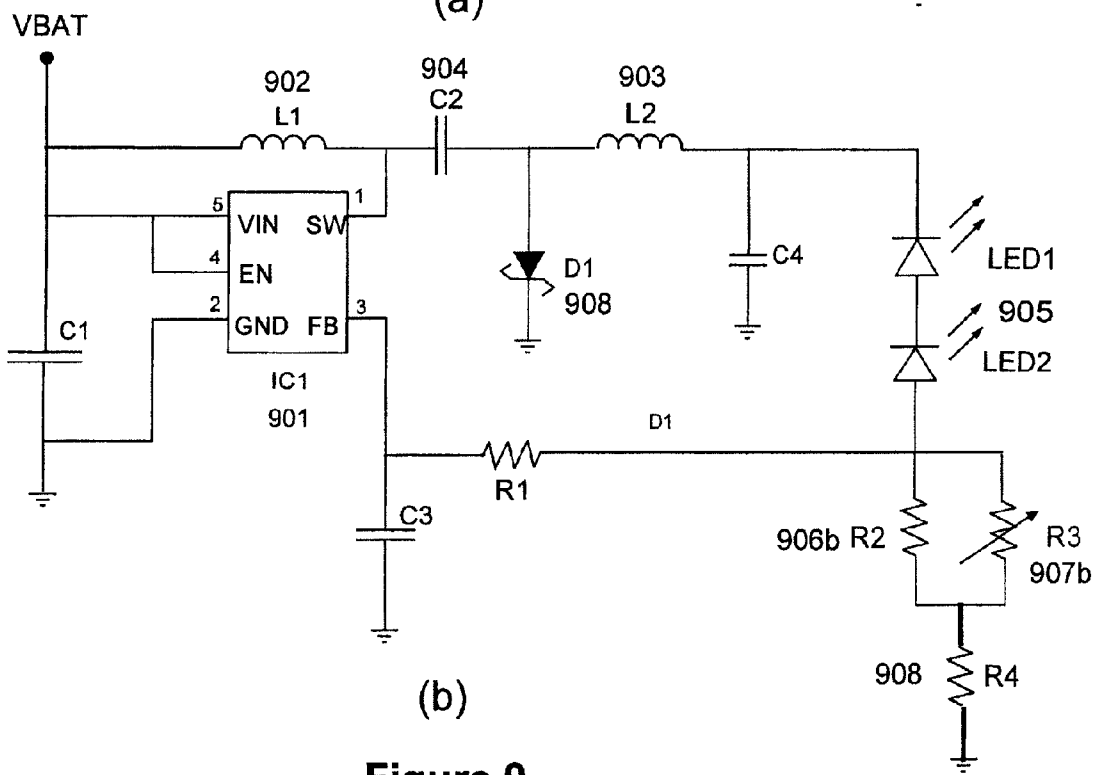 (a)
VBAT
902
L1
904
C2
903
L2
5
VIN
SW
1
4
EN
2
GND
FB
3
IC1
901
C1
D1
908
C4
LED1
905
LED2
D1
R1
C3
906b R2
R3
907b
908
R4
(b)
Figure 9